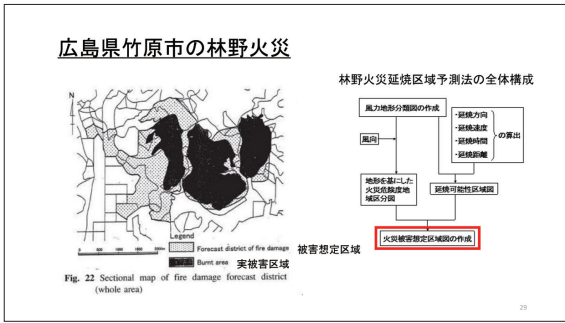 広島県竹原市の林野火災
N
0 500 1000 1500 2000m
Legend
Forecast district of fire damage
被害想定区域
Burnt area
実被害区域
Fig. 22 Sectional map of fire damage forecast district
(whole area)
林野火災延焼区域予測法の全体構成
風力地形分類図の作成
・延焼方向
・延焼速度
・延焼時間
・延焼距離
の算出
風向
地形を基にした
火災危険度地
域区分図
延焼可能性区域図
火災被害想定区域図の作成
29